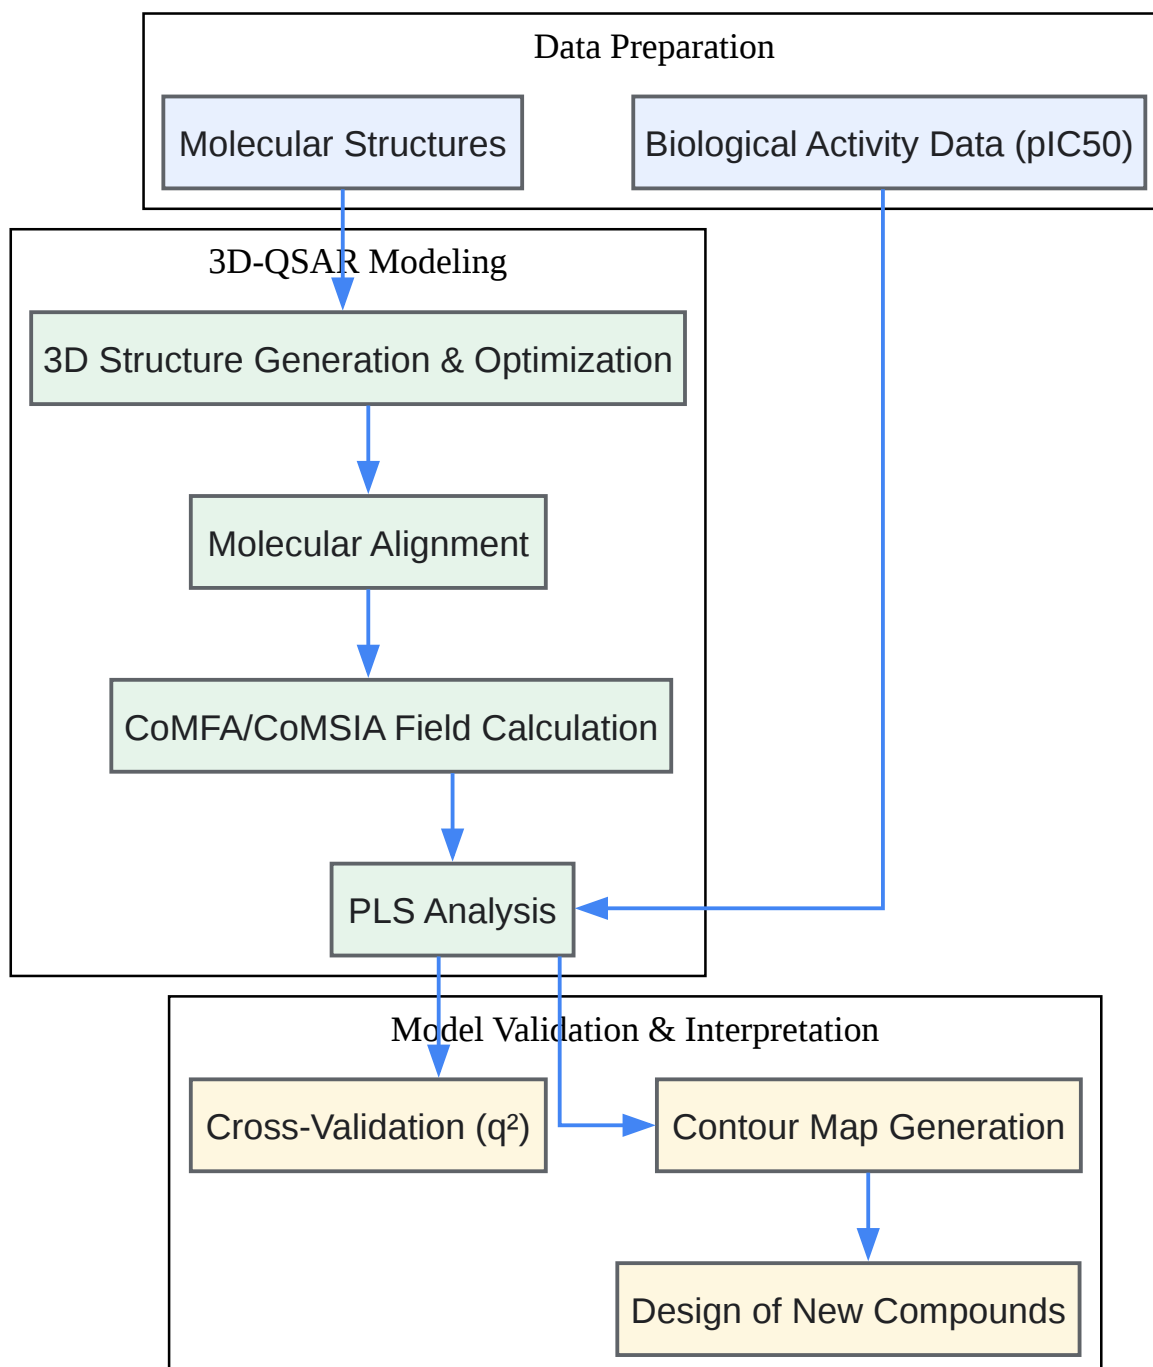 Data Preparation
Molecular Structures
Biological Activity Data (pIC50)
3D-QSAR Modeling
3D Structure Generation & Optimization
Molecular Alignment
CoMFA/CoMSIA Field Calculation
PLS Analysis
Model Validation & Interpretation
Cross-Validation (q²)
Contour Map Generation
Design of New Compounds